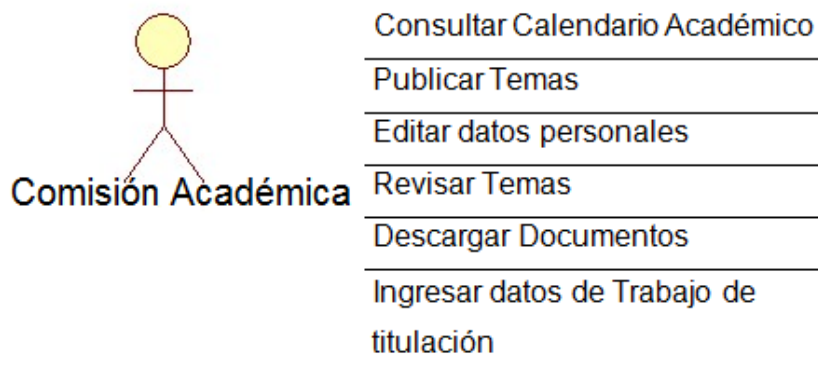 Consultar Calendario Académico
Publicar Temas
Editar datos personales
Comisión Académica
Revisar Temas
Descargar Documentos
Ingresar datos de Trabajo de
titulación